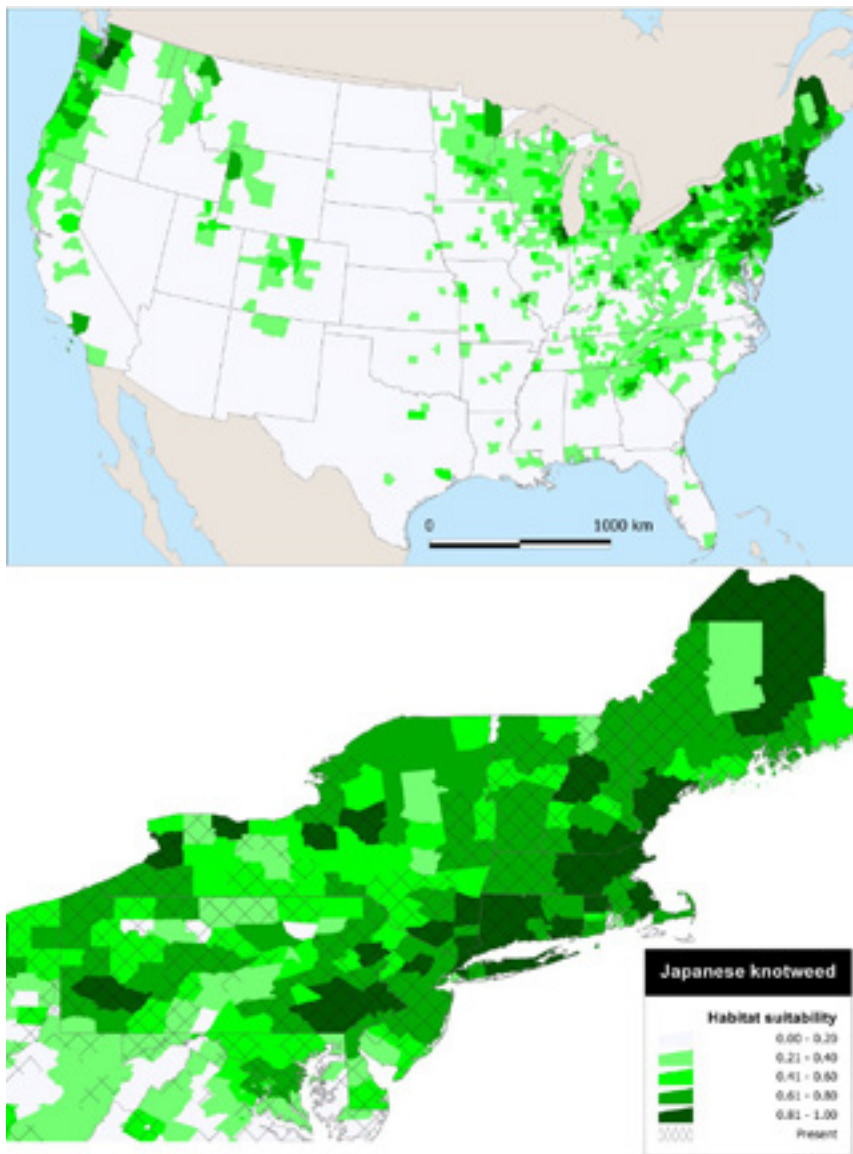 0 1000 km
Japanese knotweed
Habitat suitability
0.00 - 0.20
0.21 - 0.40
0.41 - 0.60
0.61 - 0.80
0.81 - 1.00
Present